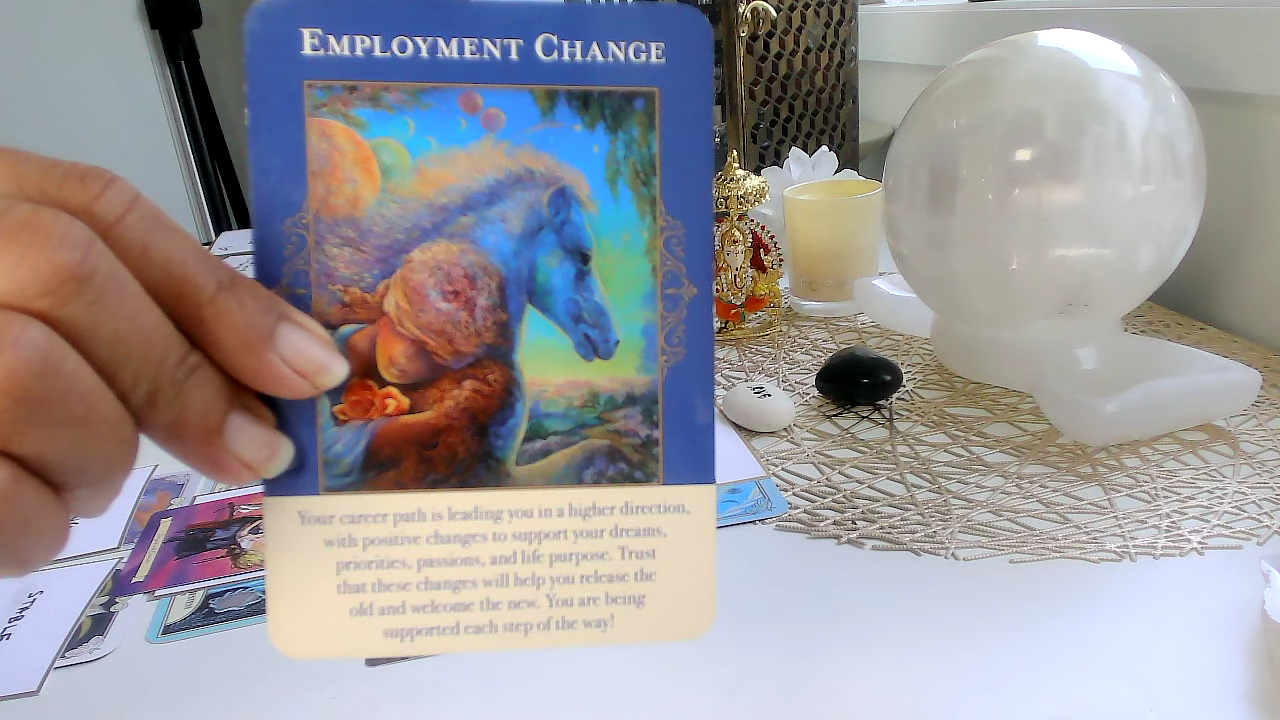 EMPLOYMENT CHANGE
Your career path is leading you in a higher direction,
with positive changes to support your dreams,
priorities, passions, and life purpose. Trust
that these changes will help you release the
old and welcome the new. You are being
supported each step of the way!